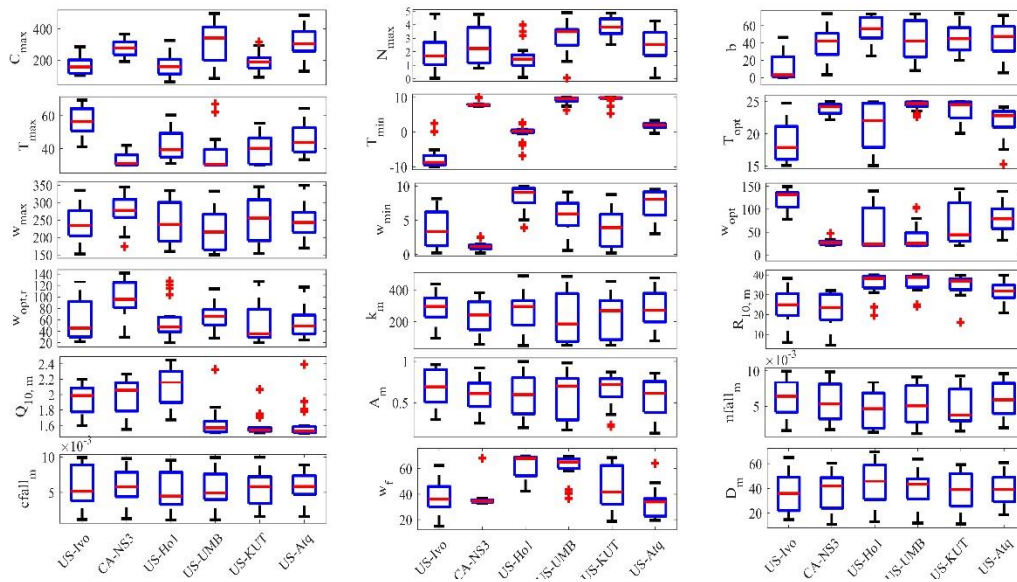 C_max
400
200
N_max
5
4
3
2
1
0
b
60
40
20
0
T_max
60
40
T_min
10
0
-10
T_opt
25
20
15
w_max
350
300
250
200
150
w_min
10
5
0
w_opt
150
100
50
0
w_opt,r
140
120
100
80
60
40
20
k_m
400
200
R_10, m
40
30
20
10
Q_10, m
2.4
2.2
2.0
1.8
1.6
A_m
0.5
nfall_m
×10^-3
10
5
cfall_m
×10^-3
10
5
w_f
60
40
20
D_m
60
40
20
US-Ivo
CA-NS3
US-Ho1
US-UMB
US-KUT
US-Atq
US-Ivo
CA-NS3
US-Ho1
US-UMB
US-KUT
US-Atq
US-Ivo
CA-NS3
US-Ho1
US-UMB
US-KUT
US-Atq